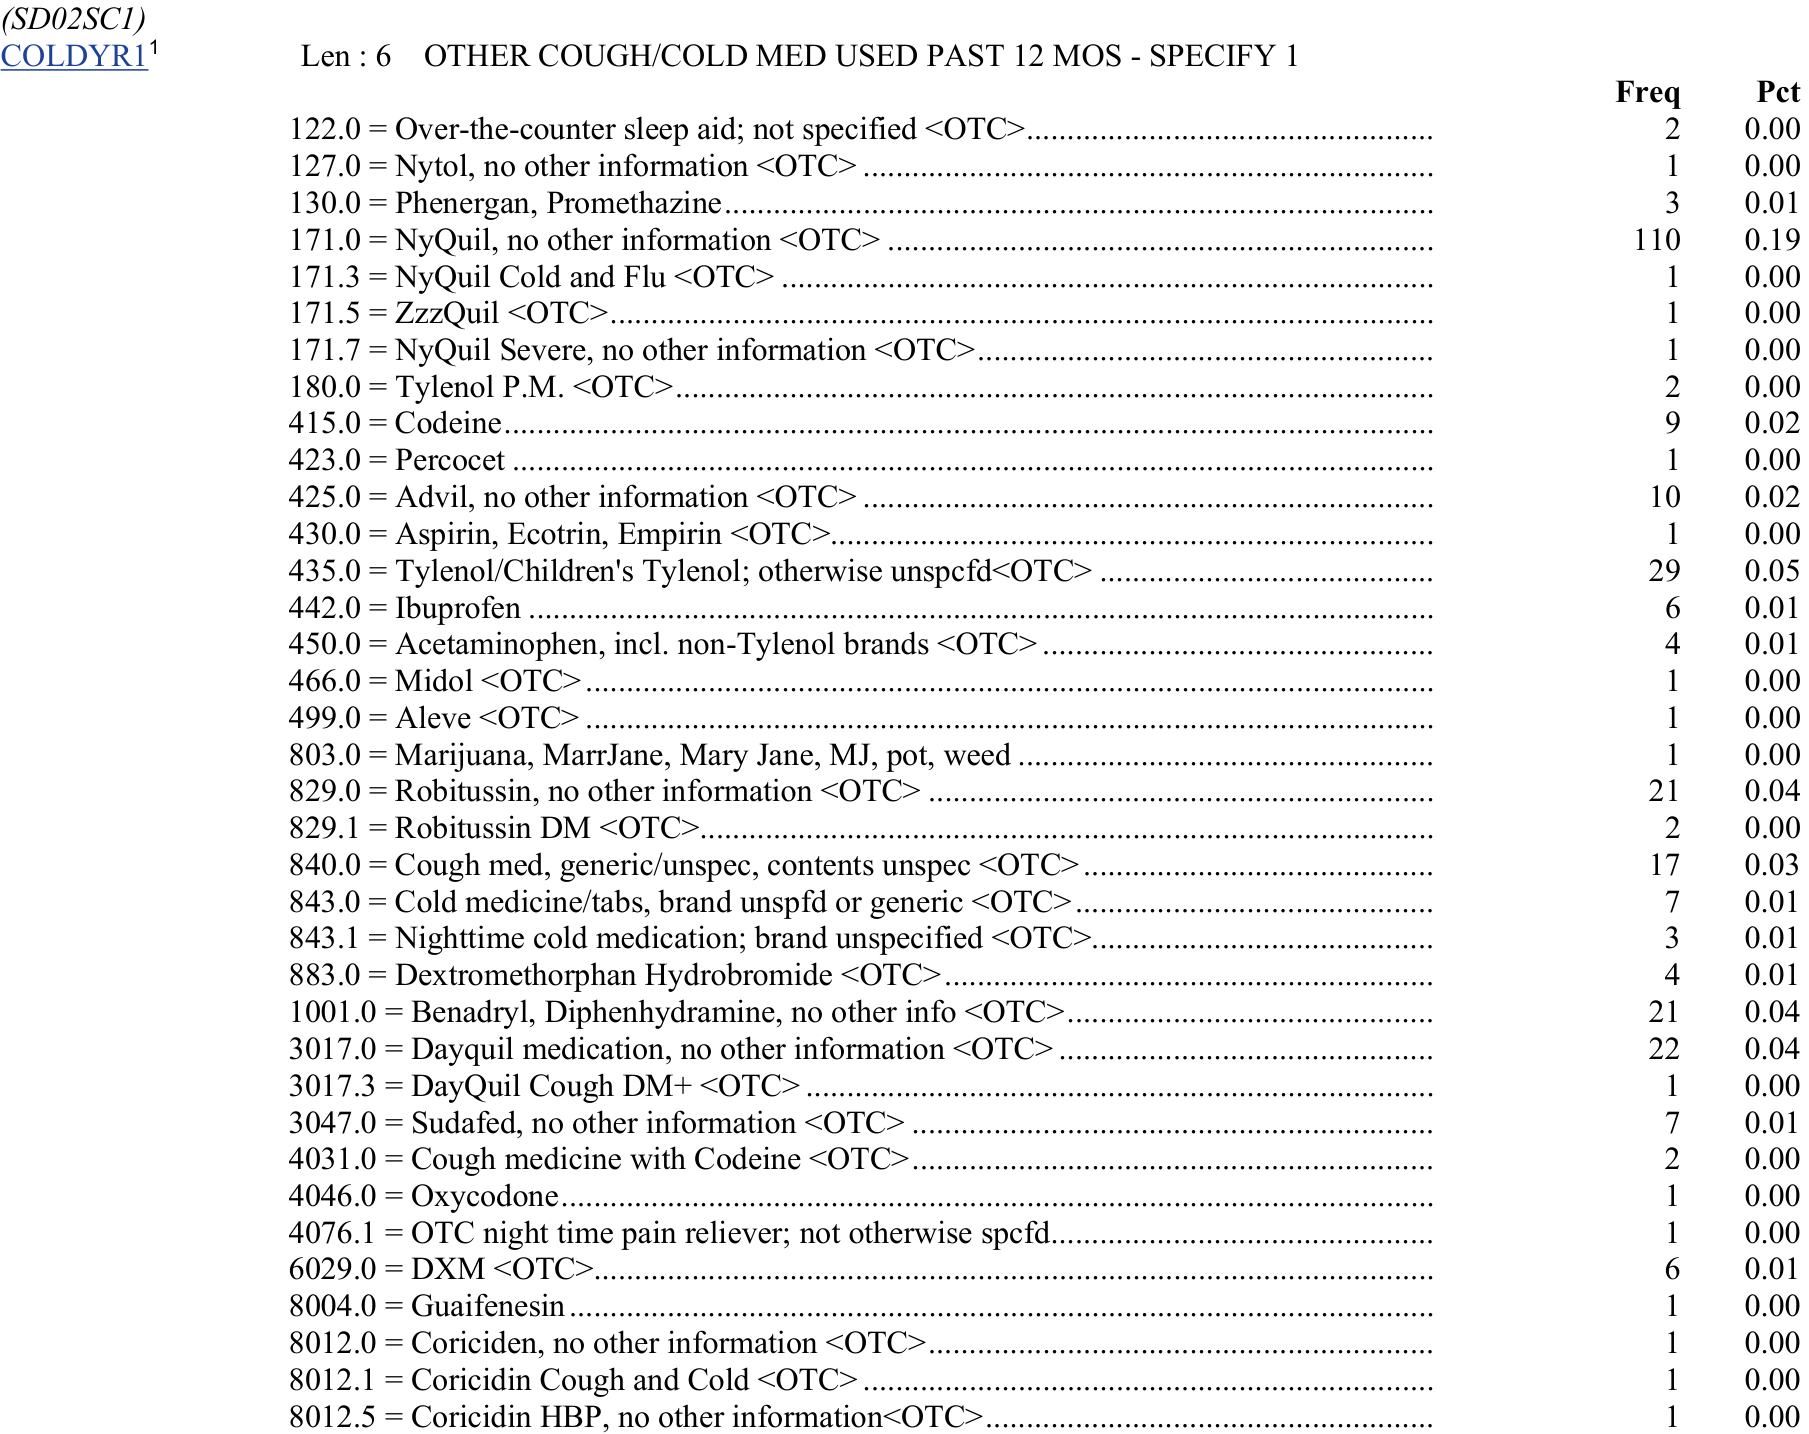 (SD02SC1)
COLDYR1¹ Len : 6 OTHER COUGH/COLD MED USED PAST 12 MOS - SPECIFY 1
Freq Pct
122.0 = Over-the-counter sleep aid; not specified <OTC>.................................................. 2 0.00
127.0 = Nytol, no other information <OTC> ...................................................................... 1 0.00
130.0 = Phenergan, Promethazine....................................................................................... 3 0.01
171.0 = NyQuil, no other information <OTC> ................................................................... 110 0.19
171.3 = NyQuil Cold and Flu <OTC> ................................................................................ 1 0.00
171.5 = ZzzQuil <OTC>..................................................................................................... 1 0.00
171.7 = NyQuil Severe, no other information <OTC>........................................................ 1 0.00
180.0 = Tylenol P.M. <OTC>............................................................................................. 2 0.00
415.0 = Codeine.................................................................................................................. 9 0.02
423.0 = Percocet ................................................................................................................. 1 0.00
425.0 = Advil, no other information <OTC> ...................................................................... 10 0.02
430.0 = Aspirin, Ecotrin, Empirin <OTC>.......................................................................... 1 0.00
435.0 = Tylenol/Children's Tylenol; otherwise unspcfd<OTC> ......................................... 29 0.05
442.0 = Ibuprofen ............................................................................................................... 6 0.01
450.0 = Acetaminophen, incl. non-Tylenol brands <OTC> ................................................ 4 0.01
466.0 = Midol <OTC> ........................................................................................................ 1 0.00
499.0 = Aleve <OTC> ........................................................................................................ 1 0.00
803.0 = Marijuana, MarrJane, Mary Jane, MJ, pot, weed ................................................... 1 0.00
829.0 = Robitussin, no other information <OTC> .............................................................. 21 0.04
829.1 = Robitussin DM <OTC>.......................................................................................... 2 0.00
840.0 = Cough med, generic/unspec, contents unspec <OTC> ........................................... 17 0.03
843.0 = Cold medicine/tabs, brand unspfd or generic <OTC> ............................................ 7 0.01
843.1 = Nighttime cold medication; brand unspecified <OTC>.......................................... 3 0.01
883.0 = Dextromethorphan Hydrobromide <OTC> ............................................................ 4 0.01
1001.0 = Benadryl, Diphenhydramine, no other info <OTC>............................................. 21 0.04
3017.0 = Dayquil medication, no other information <OTC> .............................................. 22 0.04
3017.3 = DayQuil Cough DM+ <OTC> ............................................................................. 1 0.00
3047.0 = Sudafed, no other information <OTC> ................................................................ 7 0.01
4031.0 = Cough medicine with Codeine <OTC>................................................................ 2 0.00
4046.0 = Oxycodone........................................................................................................... 1 0.00
4076.1 = OTC night time pain reliever; not otherwise spcfd............................................... 1 0.00
6029.0 = DXM <OTC>....................................................................................................... 6 0.01
8004.0 = Guaifenesin .......................................................................................................... 1 0.00
8012.0 = Coriciden, no other information <OTC>.............................................................. 1 0.00
8012.1 = Coricidin Cough and Cold <OTC> ...................................................................... 1 0.00
8012.5 = Coricidin HBP, no other information<OTC>....................................................... 1 0.00